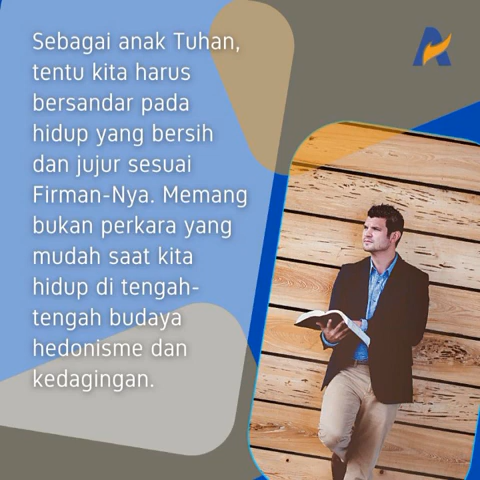 Sebagai anak Tuhan,
tentu kita harus
bersandar pada
hidup yang bersih
dan jujur sesuai
Firman-Nya. Memang
bukan perkara yang
mudah saat kita
hidup di tengah-
tengah budaya
hedonisme dan
kedagingan.